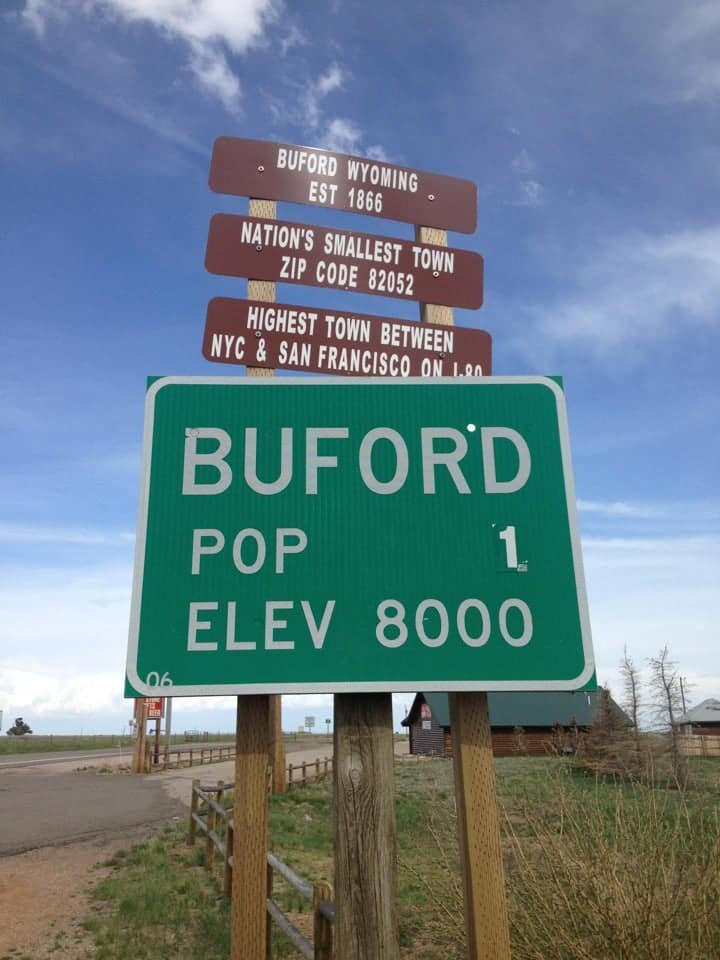 BUFORD WYOMING
EST 1866
NATION'S SMALLEST TOWN
ZIP CODE 82052
HIGHEST TOWN BETWEEN
NYC & SAN FRANCISCO ON I-80
BUFORD
POP 1
ELEV 8000
06